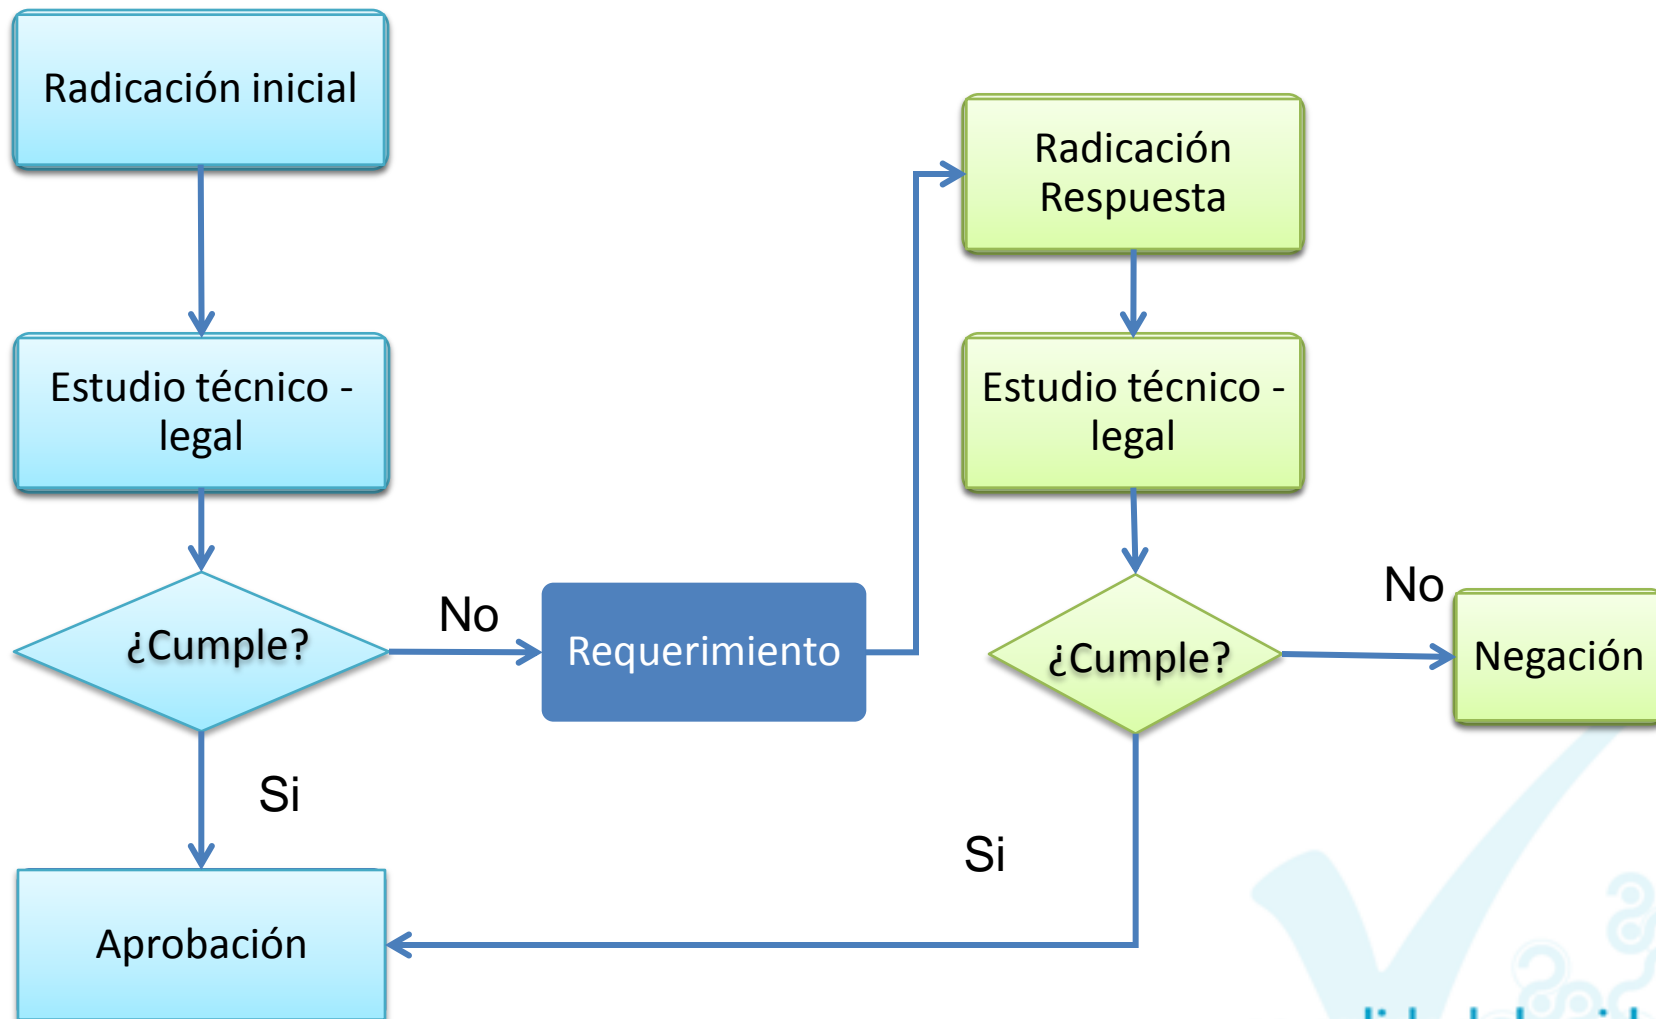 Radicación inicial
Estudio técnico -
legal
¿Cumple?
No
Requerimiento
Si
Aprobación
Radicación
Respuesta
Estudio técnico -
legal
¿Cumple?
No
Negación
Si